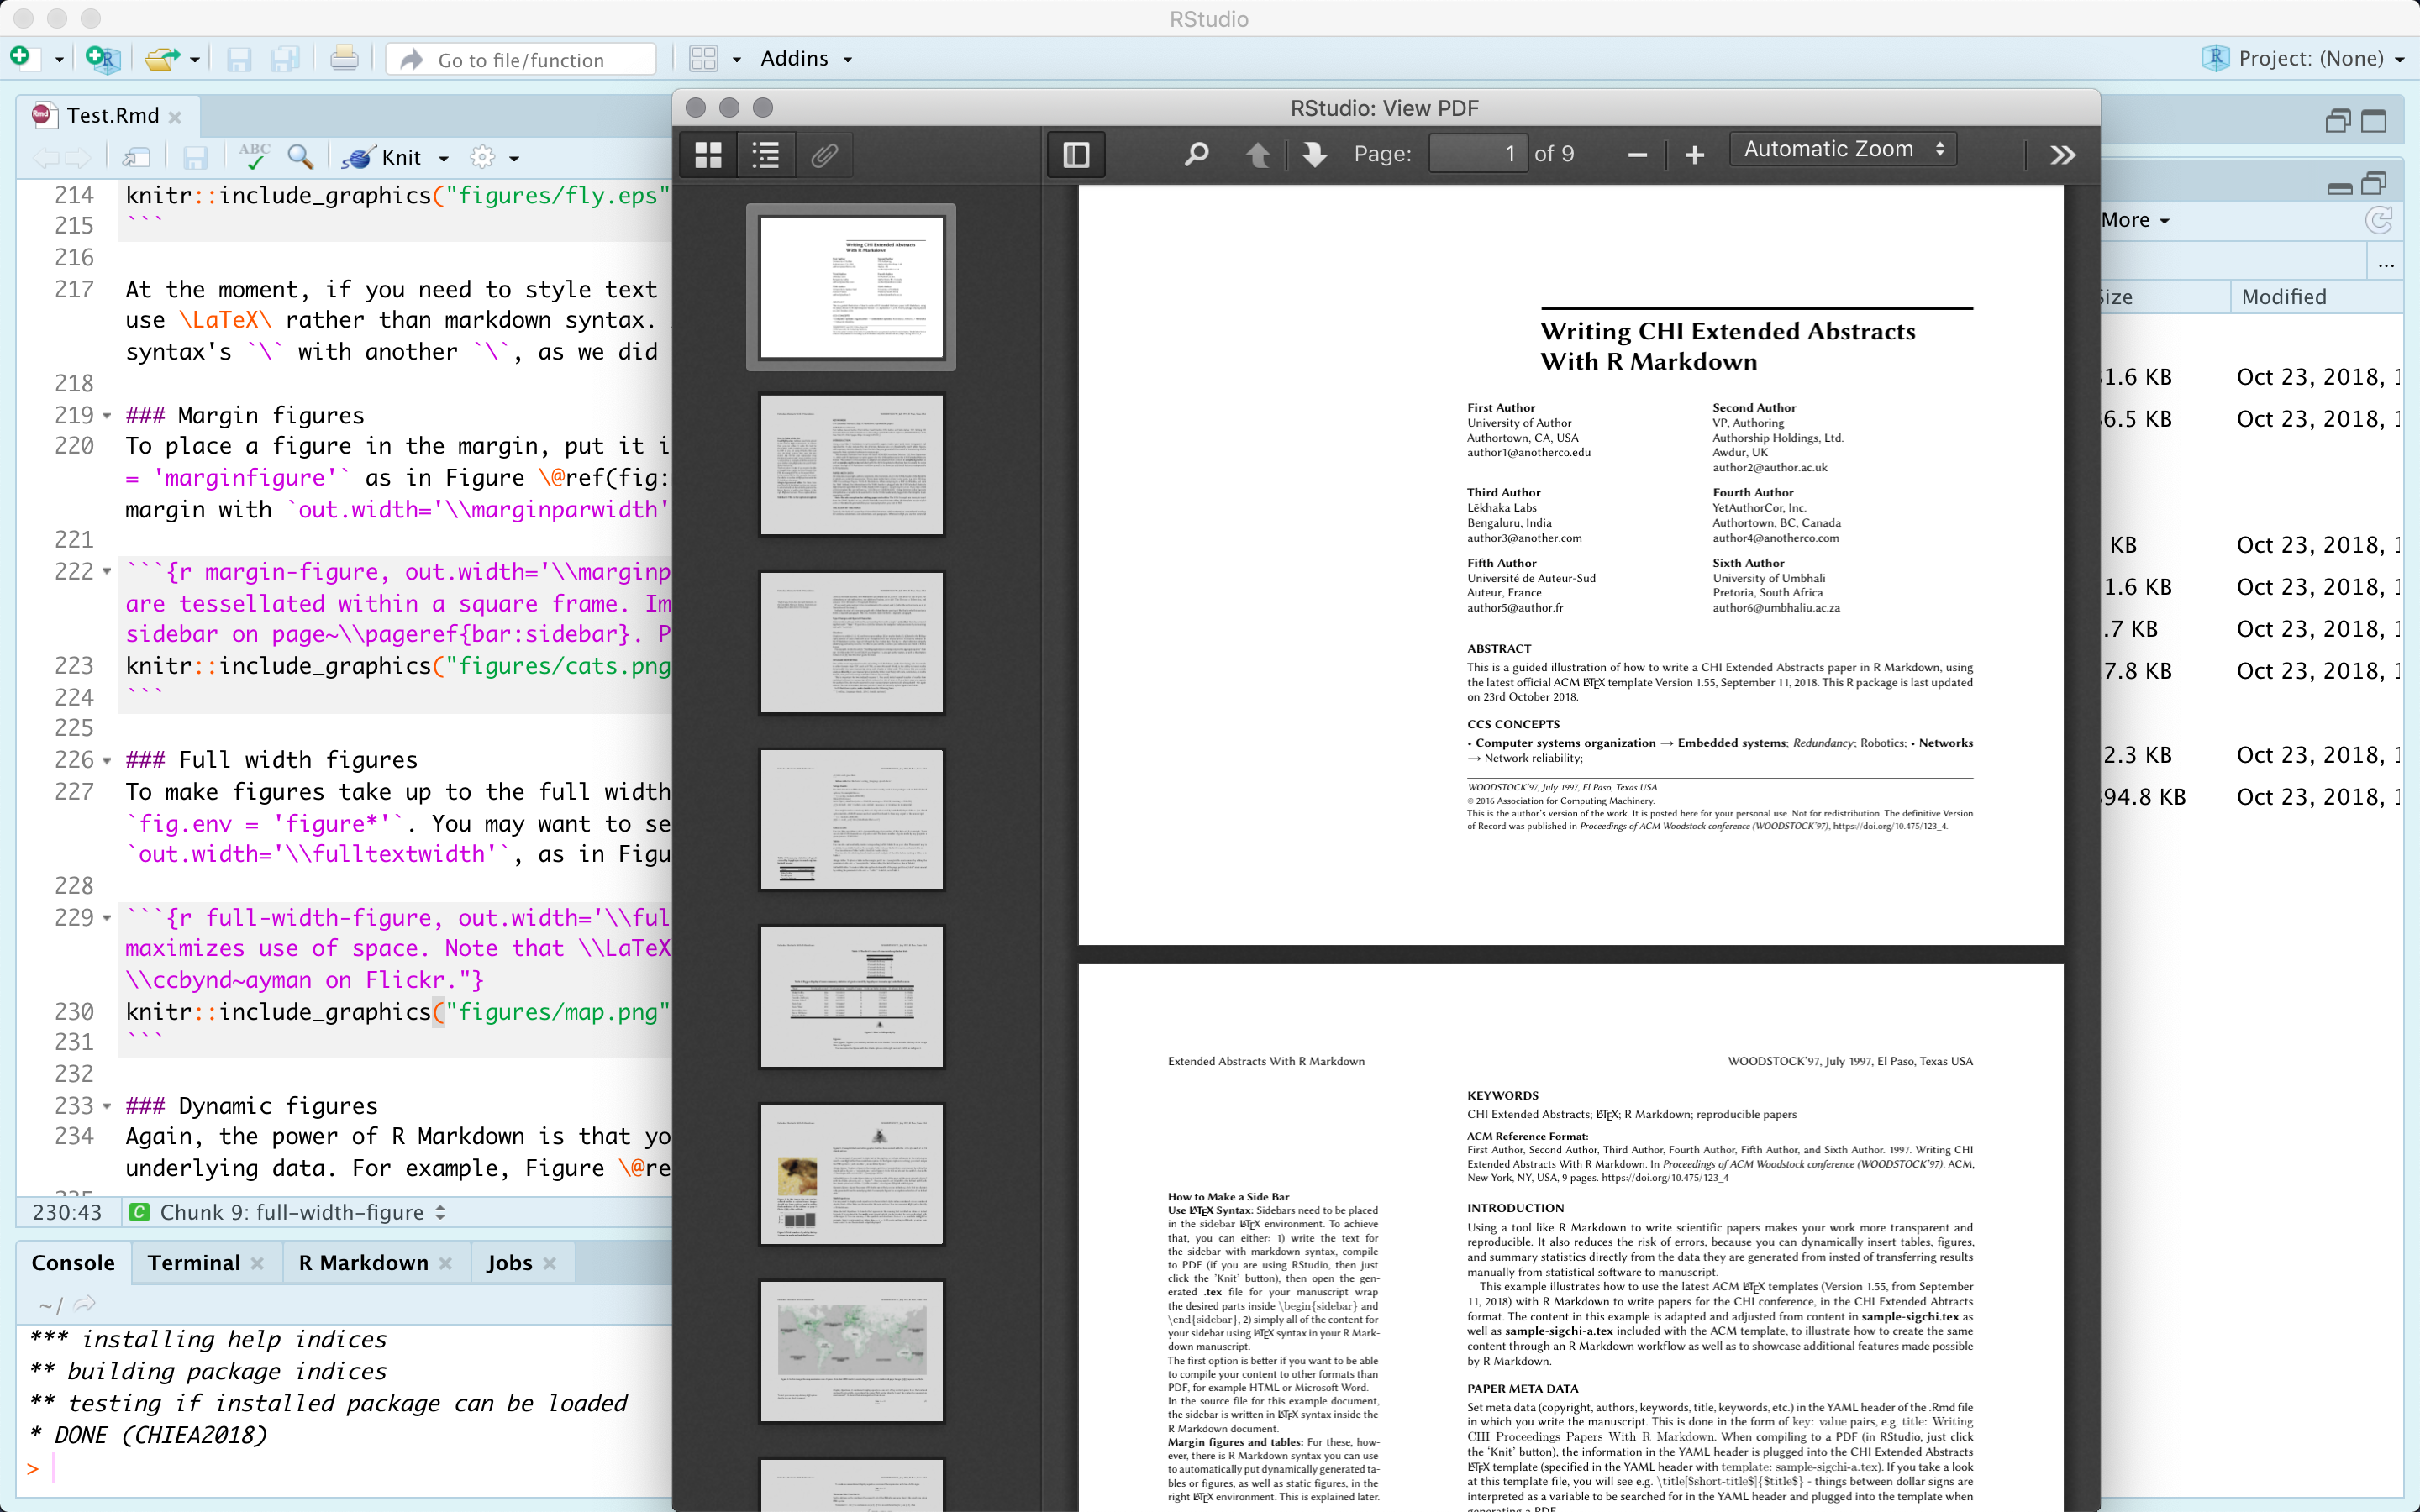 RStudio
Go to file/function
Addins
Project: (None)
Test.Rmd
ABC
Knit
214 knitr::include_graphics("figures/fly.eps"
215 ```
216
217 At the moment, if you need to style text
use \LaTeX\ rather than markdown syntax.
syntax's `\` with another `\`, as we did
218
219 ### Margin figures
220 To place a figure in the margin, put it i
= 'marginfigure'` as in Figure \@ref(fig:
margin with `out.width='\\marginparwidth'
221
222 ```{r margin-figure, out.width='\\marginp
are tessellated within a square frame. Im
sidebar on page~\\pageref{bar:sidebar}. P
223 knitr::include_graphics("figures/cats.png
224 ```
225
226 ### Full width figures
227 To make figures take up to the full width
`fig.env = 'figure*'`. You may want to se
`out.width='\\fulltextwidth'`, as in Figu
228
229 ```{r full-width-figure, out.width='\\ful
maximizes use of space. Note that \\LaTeX
\\ccbynd~ayman on Flickr."}
230 knitr::include_graphics("figures/map.png"
231 ```
232
233 ### Dynamic figures
234 Again, the power of R Markdown is that yo
underlying data. For example, Figure \@re
230:43 C Chunk 9: full-width-figure
Console Terminal R Markdown Jobs
~/
*** installing help indices
** building package indices
** testing if installed package can be loaded
* DONE (CHIEA2018)
>
RStudio: View PDF
Page: 1 of 9
Automatic Zoom
Writing CHI Extended Abstracts
With R Markdown
First Author
University of Author
Authortown, CA, USA
author1@anotherco.edu
Second Author
VP, Authoring
Authorship Holdings, Ltd.
Awdur, UK
author2@author.ac.uk
Third Author
Lēkhaka Labs
Bengaluru, India
author3@another.com
Fourth Author
YetAuthorCor, Inc.
Authortown, BC, Canada
author4@anotherco.com
Fifth Author
Université de Auteur-Sud
Auteur, France
author5@author.fr
Sixth Author
University of Umbhali
Pretoria, South Africa
author6@umbhaliu.ac.za
ABSTRACT
This is a guided illustration of how to write a CHI Extended Abstracts paper in R Markdown, using
the latest official ACM LATEX template Version 1.55, September 11, 2018. This R package is last updated
on 23rd October 2018.
CCS CONCEPTS
• Computer systems organization → Embedded systems; Redundancy; Robotics; • Networks
→ Network reliability;
WOODSTOCK'97, July 1997, El Paso, Texas USA
© 2016 Association for Computing Machinery.
This is the author's version of the work. It is posted here for your personal use. Not for redistribution. The definitive Version
of Record was published in Proceedings of ACM Woodstock conference (WOODSTOCK'97), https://doi.org/10.475/123_4.
Extended Abstracts With R Markdown
WOODSTOCK'97, July 1997, El Paso, Texas USA
How to Make a Side Bar
Use LATEX Syntax: Sidebars need to be placed
in the sidebar LATEX environment. To achieve
that, you can either: 1) write the text for
the sidebar with markdown syntax, compile
to PDF (if you are using RStudio, then just
click the 'Knit' button), then open the gen-
erated .tex file for your manuscript wrap
the desired parts inside \begin{sidebar} and
\end{sidebar}, 2) simply all of the content for
your sidebar using LATEX syntax in your R Mark-
down manuscript.
The first option is better if you want to be able
to compile your content to other formats than
PDF, for example HTML or Microsoft Word.
In the source file for this example document,
the sidebar is written in LATEX syntax inside the
R Markdown document.
Margin figures and tables: For these, how-
ever, there is R Markdown syntax you can use
to automatically put dynamically generated ta-
bles or figures, as well as static figures, in the
right LATEX environment. This is explained later.
KEYWORDS
CHI Extended Abstracts; LATEX; R Markdown; reproducible papers
ACM Reference Format:
First Author, Second Author, Third Author, Fourth Author, Fifth Author, and Sixth Author. 1997. Writing CHI
Extended Abstracts With R Markdown. In Proceedings of ACM Woodstock conference (WOODSTOCK'97). ACM,
New York, NY, USA, 9 pages. https://doi.org/10.475/123_4
INTRODUCTION
Using a tool like R Markdown to write scientific papers makes your work more transparent and
reproducible. It also reduces the risk of errors, because you can dynamically insert tables, figures,
and summary statistics directly from the data they are generated from insted of transferring results
manually from statistical software to manuscript.
This example illustrates how to use the latest ACM LATEX templates (Version 1.55, from September
11, 2018) with R Markdown to write papers for the CHI conference, in the CHI Extended Abtracts
format. The content in this example is adapted and adjusted from content in sample-sigchi.tex as
well as sample-sigchi-a.tex included with the ACM template, to illustrate how to create the same
content through an R Markdown workflow as well as to showcase additional features made possible
by R Markdown.
PAPER META DATA
Set meta data (copyright, authors, keywords, title, keywords, etc.) in the YAML header of the .Rmd file
in which you write the manuscript. This is done in the form of key: value pairs, e.g. title: Writing
CHI Proceedings Papers With R Markdown. When compiling to a PDF (in RStudio, just click
the 'Knit' button), the information in the YAML header is plugged into the CHI Extended Abstracts
LATEX template (specified in the YAML header with template: sample-sigchi-a.tex). If you take a look
at this template file, you will see e.g. \title[$short-title$]{$title$} - things between dollar signs are
interpreted as a variable to be searched for in the YAML header and plugged into the template when
generating a PDF.
More
...
Size Modified
1.6 KB Oct 23, 2018, 1
6.5 KB Oct 23, 2018, 1
KB Oct 23, 2018, 1
1.6 KB Oct 23, 2018, 1
.7 KB Oct 23, 2018, 1
7.8 KB Oct 23, 2018, 1
2.3 KB Oct 23, 2018, 1
94.8 KB Oct 23, 2018, 1